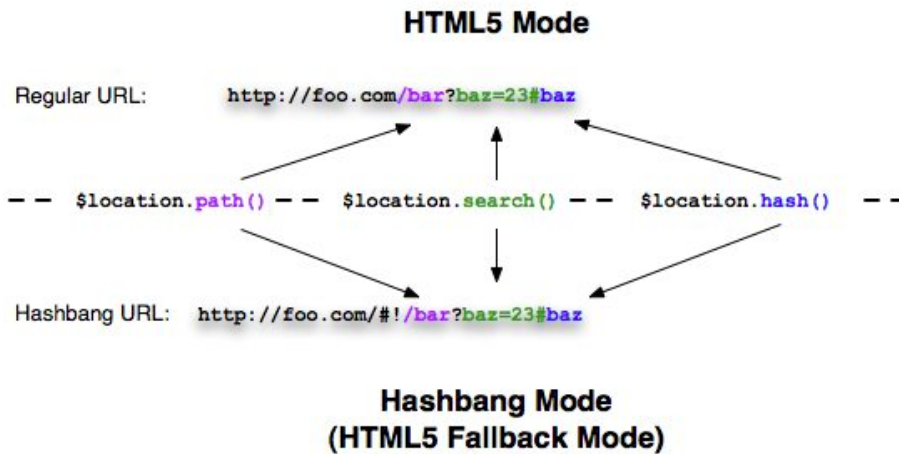 HTML5 Mode
Regular URL: http://foo.com/bar?baz=23#baz
$location.path() $location.search() $location.hash()
Hashbang URL: http://foo.com/#!/bar?baz=23#baz
Hashbang Mode
(HTML5 Fallback Mode)